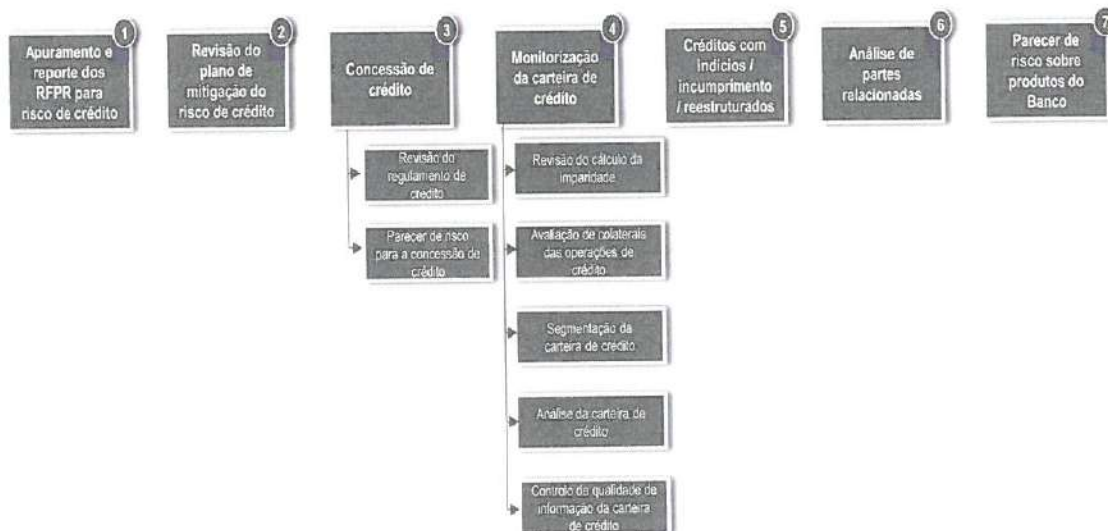 1
Apuramento e
reporte dos
RFPR para
risco de crédito
2
Revisão do
plano de
mitigação do
risco de crédito
3
Concessão de
crédito
Revisão do
regulamento de
crédito
Parecer de risco
para a concessão de
crédito
4
Monitorização
da carteira de
crédito
Revisão do cálculo da
imparidade
Avaliação de colaterais
das operações de
crédito
Segmentação da
carteira de crédito
Análise da carteira de
crédito
Controlo da qualidade de
informação da carteira
de crédito
5
Créditos com
indícios /
incumprimento
/ reestruturados
6
Análise de
partes
relacionadas
7
Parecer de
risco sobre
produtos do
Banco